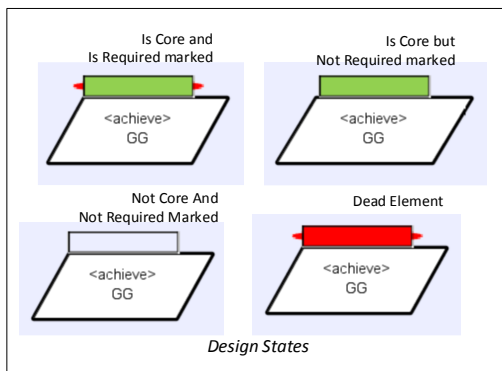 Is Core and
Is Required marked
<achieve>
GG
Is Core but
Not Required marked
<achieve>
GG
Not Core And
Not Required Marked
<achieve>
GG
Dead Element
<achieve>
GG
Design States